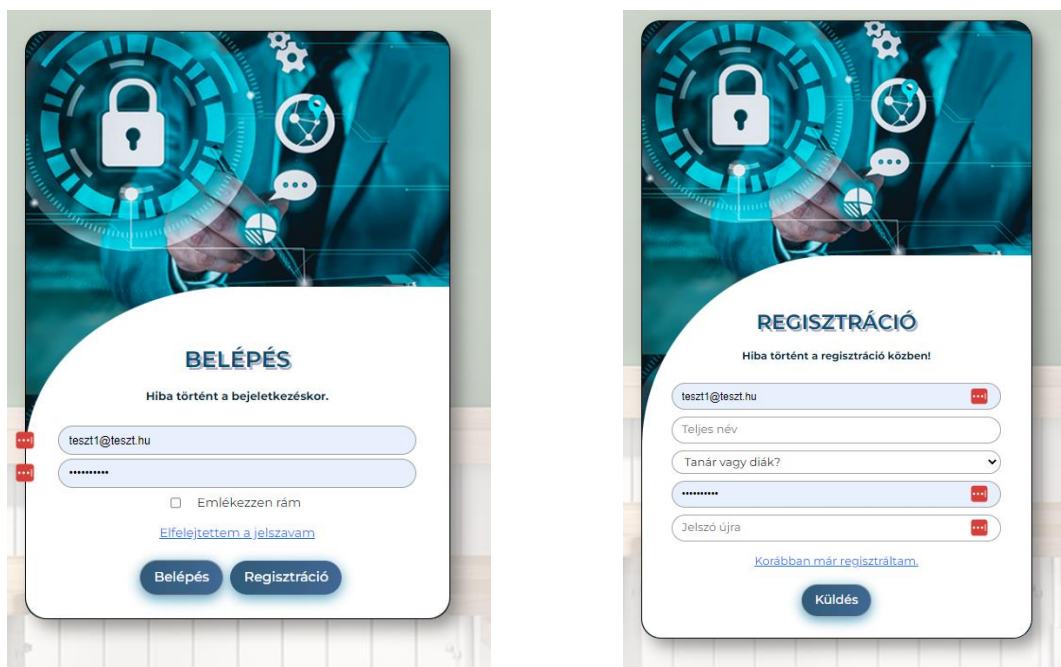 BELÉPÉS
Hiba történt a bejeletkezéskor.
teszt1@teszt.hu
••••••••••
Emlékezzen rám
Elfelejtettem a jelszavam
Belépés Regisztráció
REGISZTRÁCIÓ
Hiba történt a regisztráció közben!
teszt1@teszt.hu
Teljes név
Tanár vagy diák?
••••••••••
Jelszó újra
Korábban már regisztráltam.
Küldés